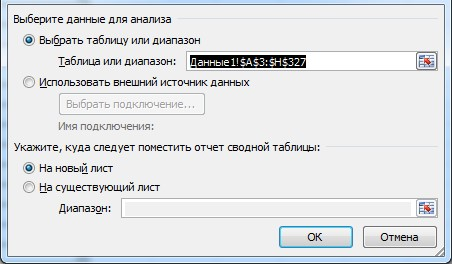 Выберите данные для анализа
Выбрать таблицу или диапазон
Таблица или диапазон: Данные1!$A$3:$H$327
Использовать внешний источник данных
Выбрать подключение...
Имя подключения:
Укажите, куда следует поместить отчет сводной таблицы:
На новый лист
На существующий лист
Диапазон:
ОК Отмена